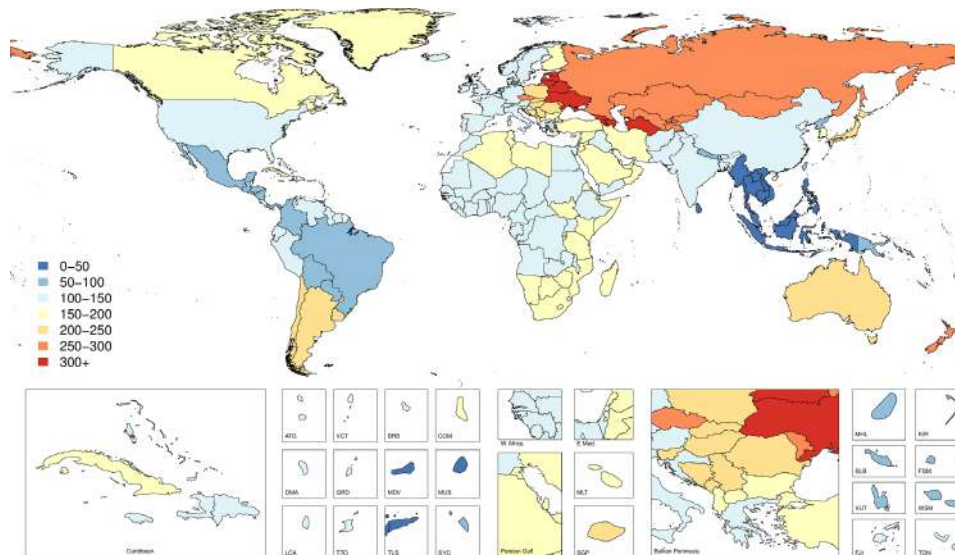 0-50
50-100
100-150
150-200
200-250
250-300
300+
ATG
VCT
BRB
COM
W Africa
E Med.
MHL
KIR
DMA
GRD
MDV
MUS
MLT
SLB
FSM
VUT
WSM
Caribbean
LCA
TTO
TLS
SYC
Persian Gulf
SGP
Balkan Peninsula
FJI
TON